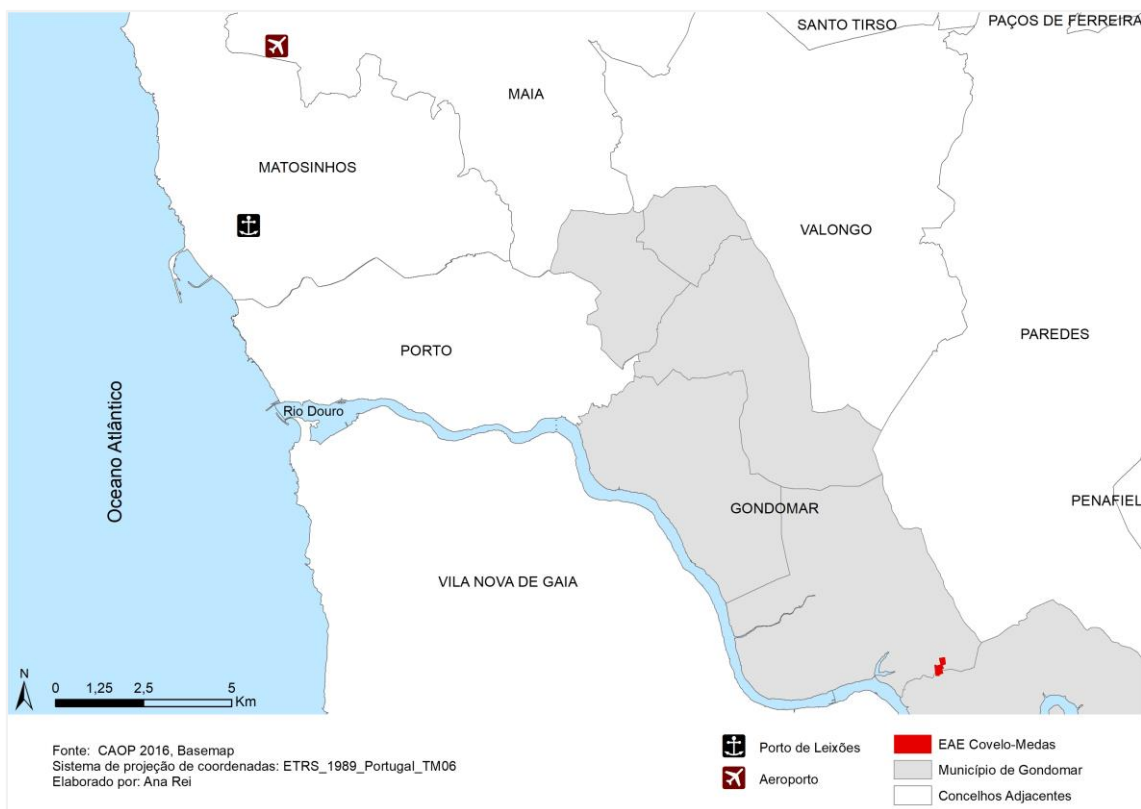 SANTO TIRSO
PAÇOS DE FERREIRA
MAIA
MATOSINHOS
VALONGO
PAREDES
PORTO
Rio Douro
Oceano Atlântico
PENAFIEL
GONDOMAR
VILA NOVA DE GAIA
N
0 1,25 2,5 5
Km
Fonte: CAOP 2016, Basemap
Sistema de projeção de coordenadas: ETRS_1989_Portugal_TM06
Elaborado por: Ana Rei
Porto de Leixões
Aeroporto
EAE Covelo-Medas
Município de Gondomar
Concelhos Adjacentes